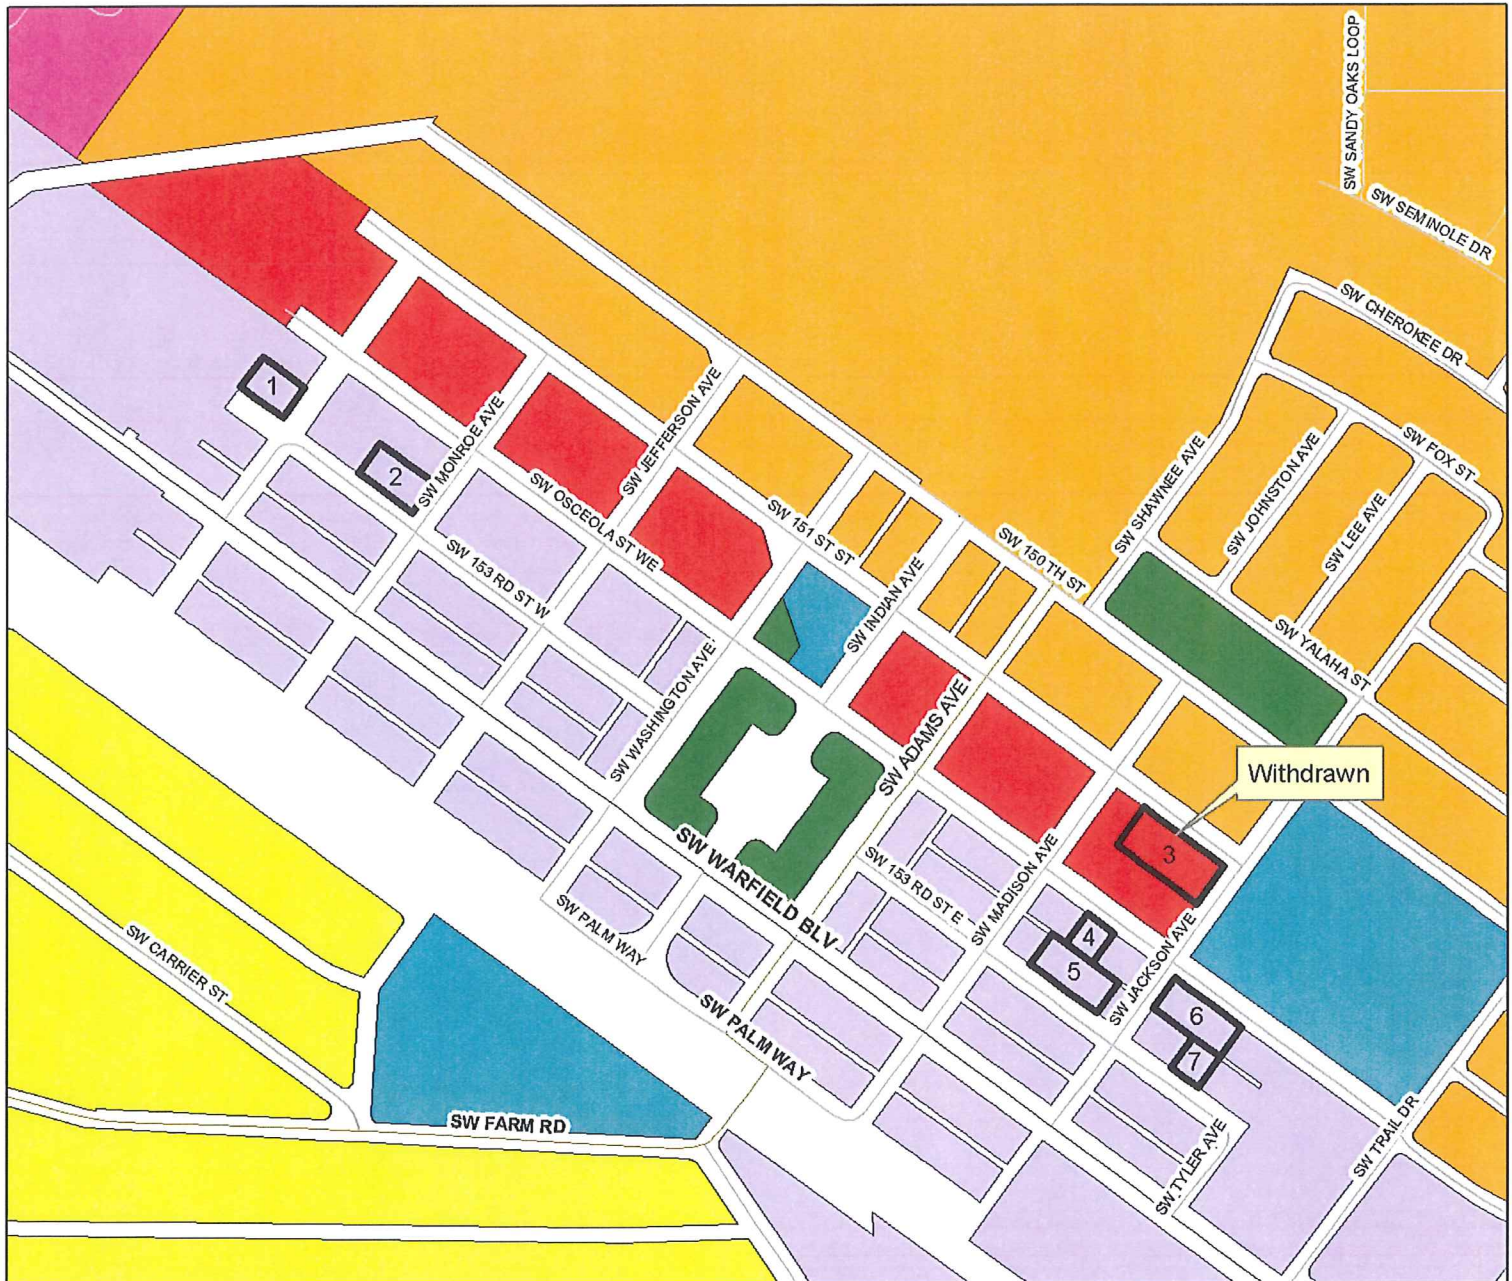 SW SANDY OAKS LOOP
SW SEMINOLE DR
SW CHEROKEE DR
SW FOX ST
SW SHAWNEE AVE
SW JOHNSTON AVE
SW LEE AVE
SW YALAHA ST
1
2
SW MONROE AVE
SW JEFFERSON AVE
SW OSCEOLA ST WE
SW 151 ST ST
SW 150 TH ST
SW INDIAN AVE
SW 153 RD ST W
SW WASHINGTON AVE
SW ADAMS AVE
Withdrawn
3
SW WARFIELD BLV
SW 153 RD ST E
SW MADISON AVE
4
5
SW JACKSON AVE
6
7
SW PALM WAY
SW PALM WAY
SW CARRIER ST
SW FARM RD
SW TYLER AVE
SW TRAIL DR